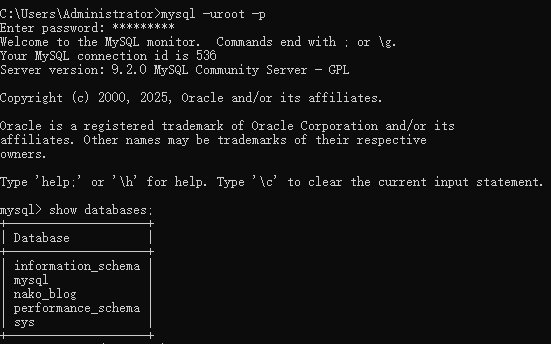 C:\Users\Administrator>mysql -uroot -p
Enter password: *********
Welcome to the MySQL monitor.  Commands end with ; or \g.
Your MySQL connection id is 536
Server version: 9.2.0 MySQL Community Server - GPL
Copyright (c) 2000, 2025, Oracle and/or its affiliates.
Oracle is a registered trademark of Oracle Corporation and/or its
affiliates. Other names may be trademarks of their respective
owners.
Type 'help;' or '\h' for help. Type '\c' to clear the current input statement.
mysql> show databases;
+--------------------+
| Database           |
+--------------------+
| information_schema |
| mysql              |
| nako_blog          |
| performance_schema |
| sys                |
+--------------------+